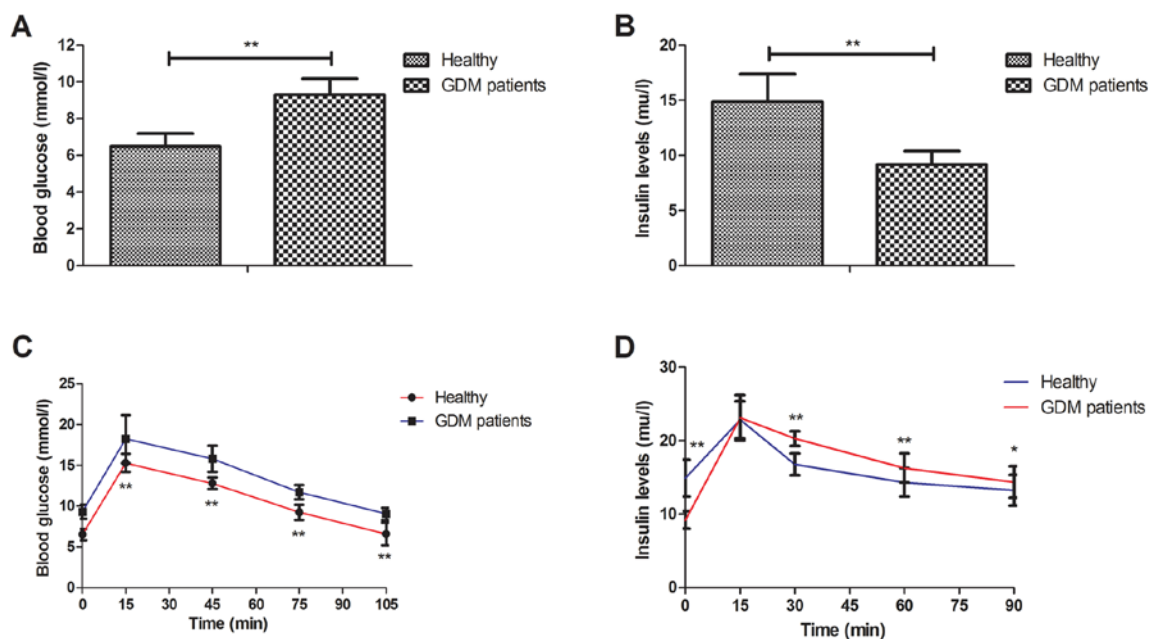 A
Blood glucose (mmol/l)
12
10
8
6
4
2
0
**
Healthy
GDM patients
B
Insulin levels (mu/l)
20
15
10
5
0
**
Healthy
GDM patients
C
Blood glucose (mmol/l)
25
20
15
10
5
0
**
**
**
**
0 15 30 45 60 75 90 105
Time (min)
Healthy
GDM patients
D
Insulin levels (mu/l)
30
20
10
0
**
**
**
*
0 15 30 45 60 75 90
Time (min)
Healthy
GDM patients